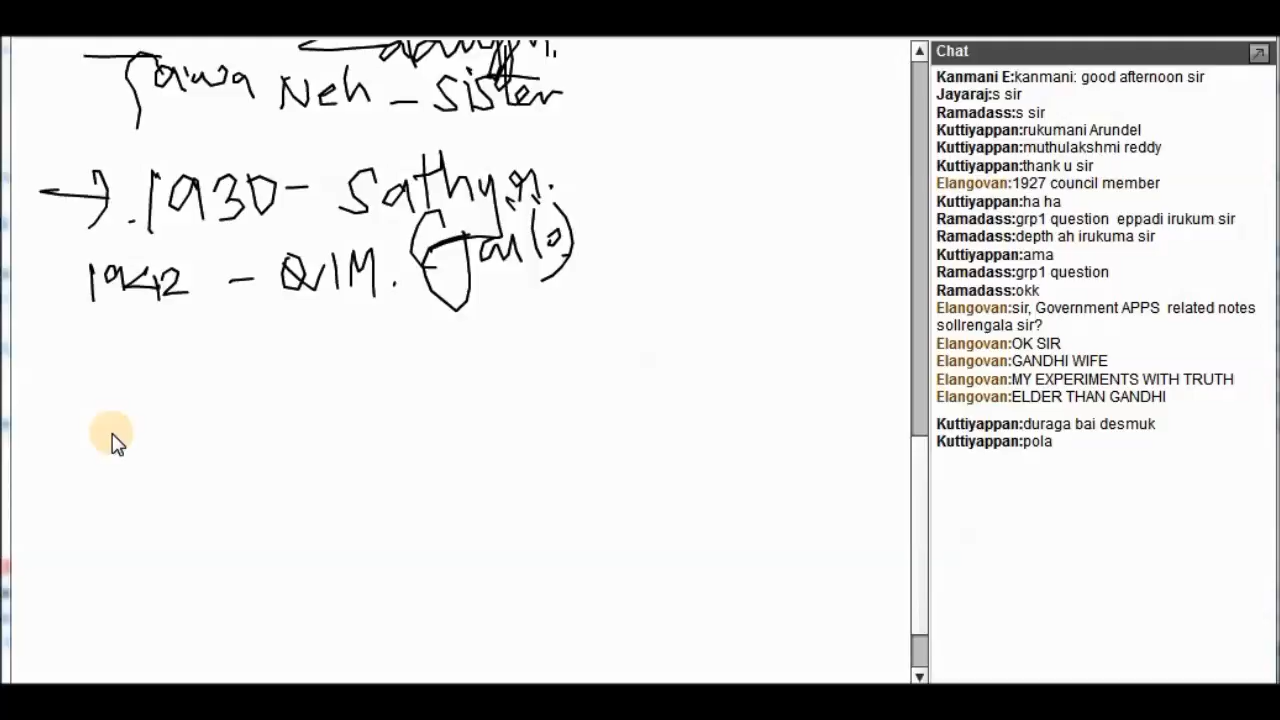 Neh - Sister
→ 1930 - Sathya.
1942 - QIM. (Jail)
Chat
Kanmani E:kanmani: good afternoon sir
Jayaraj:s sir
Ramadass:s sir
Kuttiyappan:rukumani Arundel
Kuttiyappan:muthulakshmi reddy
Kuttiyappan:thank u sir
Elangovan:1927 council member
Kuttiyappan:ha ha
Ramadass:grp1 question eppadi irukum sir
Ramadass:depth ah irukuma sir
Kuttiyappan:ama
Ramadass:grp1 question
Ramadass:okk
Elangovan:sir, Government APPS related notes
sollrengala sir?
Elangovan:OK SIR
Elangovan:GANDHI WIFE
Elangovan:MY EXPERIMENTS WITH TRUTH
Elangovan:ELDER THAN GANDHI
Kuttiyappan:duraga bai desmuk
Kuttiyappan:pola